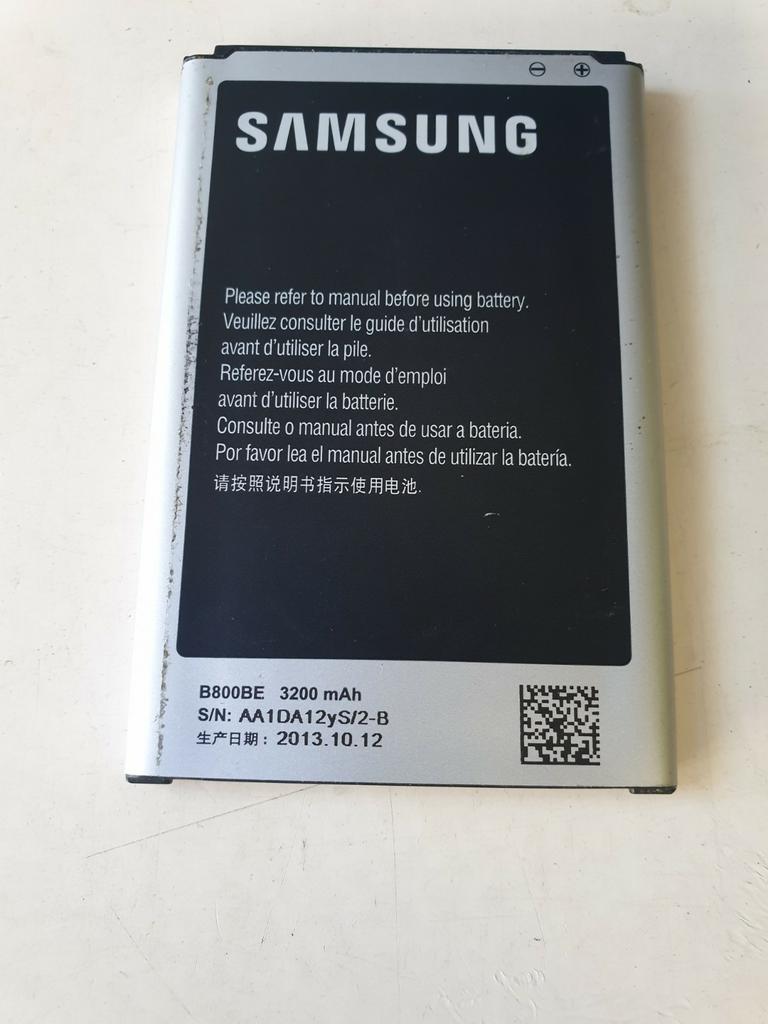 SAMSUNG
Please refer to manual before using battery.
Veuillez consulter le guide d'utilisation
avant d'utiliser la pile.
Referez-vous au mode d'emploi
avant d'utiliser la batterie.
Consulte o manual antes de usar a bateria.
Por favor lea el manual antes de utilizar la batería.
请按照说明书指示使用电池.
B800BE 3200 mAh
S/N: AA1DA12yS/2-B
生产日期: 2013.10.12